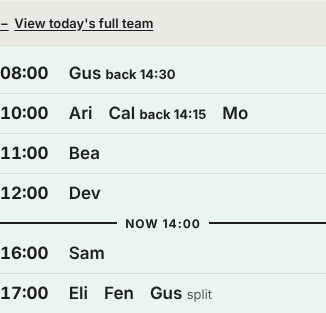 – View today's full team
08:00 Gus back 14:30
10:00 Ari Cal back 14:15 Mo
11:00 Bea
12:00 Dev
NOW 14:00
16:00 Sam
17:00 Eli Fen Gus split